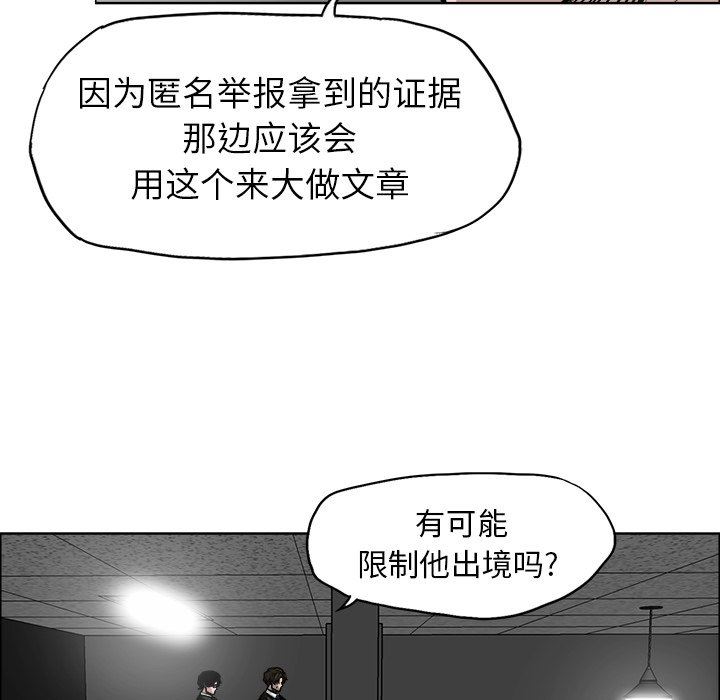 因为匿名举报拿到的证据
那边应该会
用这个来大做文章
有可能
限制他出境吗?